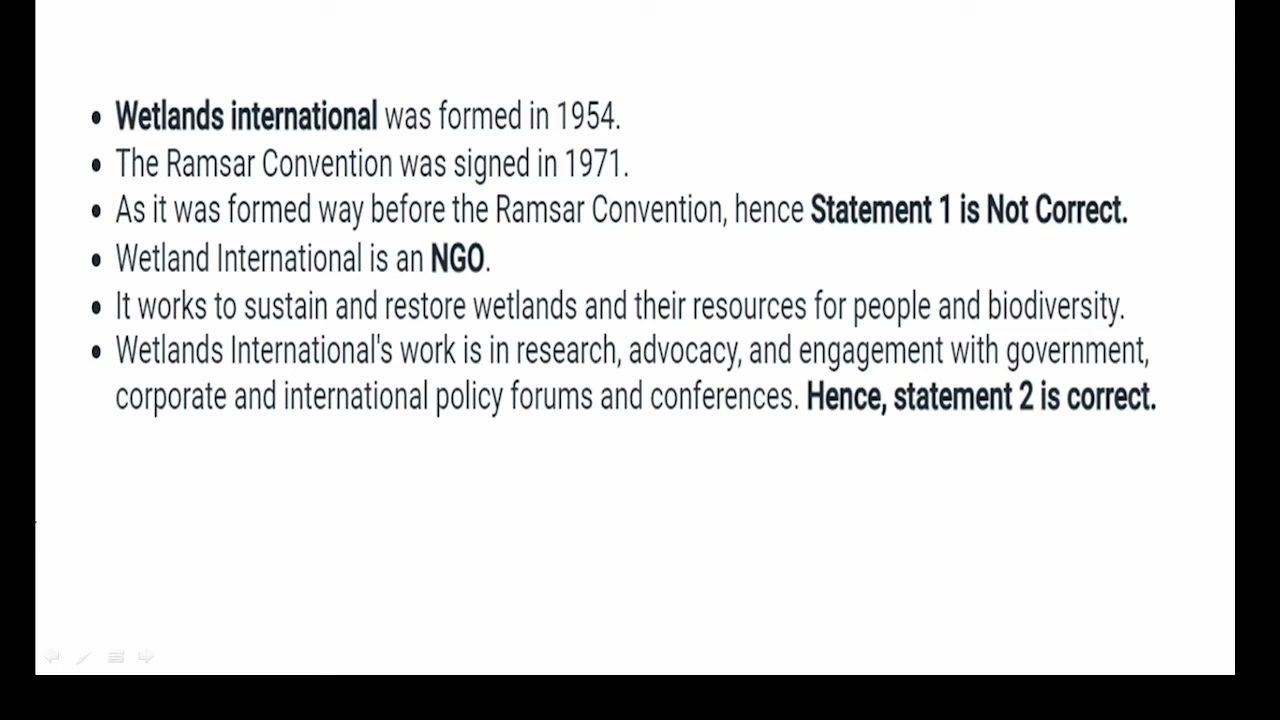 • Wetlands international was formed in 1954.
• The Ramsar Convention was signed in 1971.
• As it was formed way before the Ramsar Convention, hence Statement 1 is Not Correct.
• Wetland International is an NGO.
• It works to sustain and restore wetlands and their resources for people and biodiversity.
• Wetlands International's work is in research, advocacy, and engagement with government,
corporate and international policy forums and conferences. Hence, statement 2 is correct.